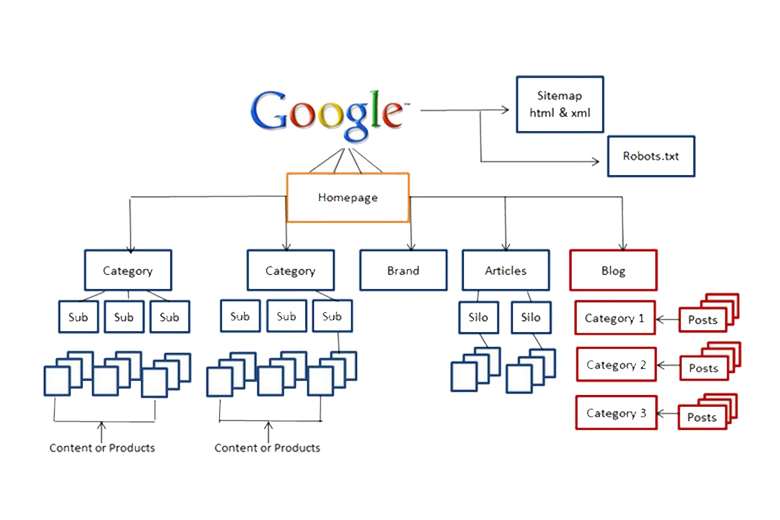 Google™
Sitemap
html & xml
Robots.txt
Homepage
Category
Category
Brand
Articles
Blog
Sub
Sub
Sub
Sub
Sub
Sub
Silo
Silo
Category 1
Posts
Category 2
Posts
Category 3
Posts
Content or Products
Content or Products